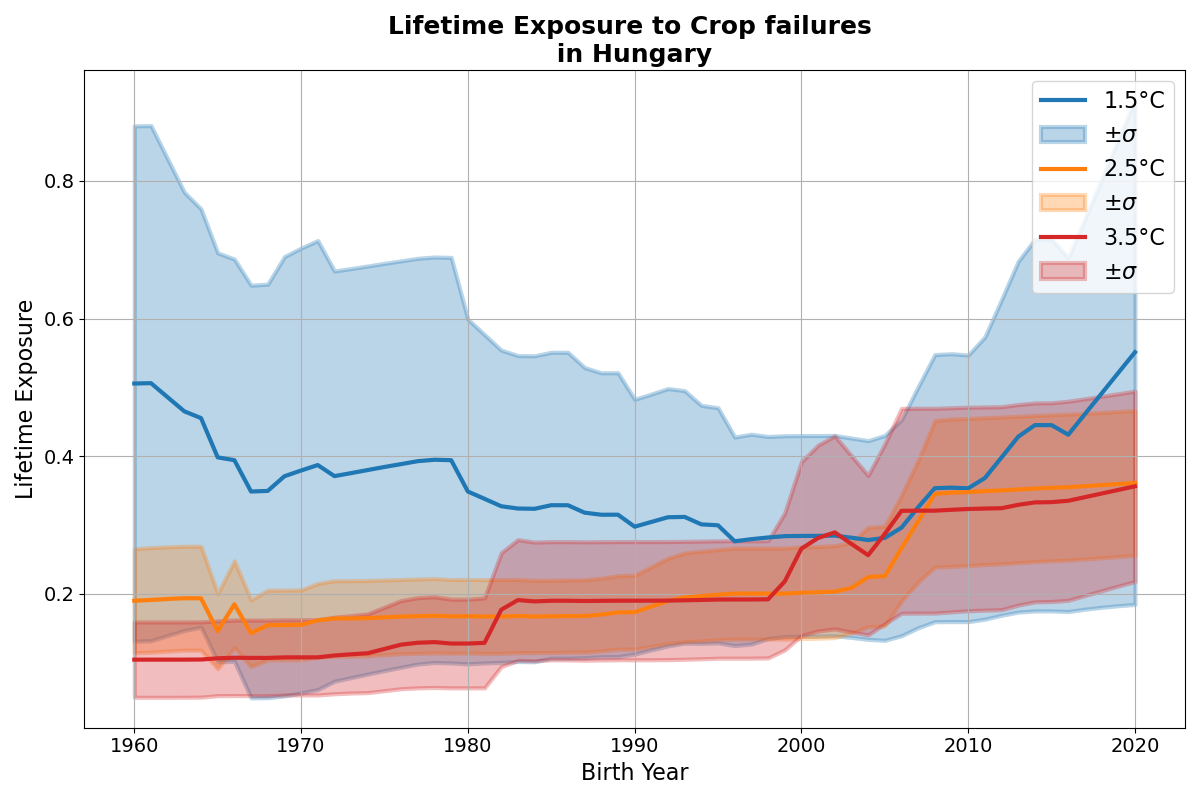 Lifetime Exposure to Crop failures
in Hungary
Lifetime Exposure
0.8
0.6
0.4
0.2
1960
1970
1980
1990
2000
2010
2020
Birth Year
1.5°C
±σ
2.5°C
±σ
3.5°C
±σ